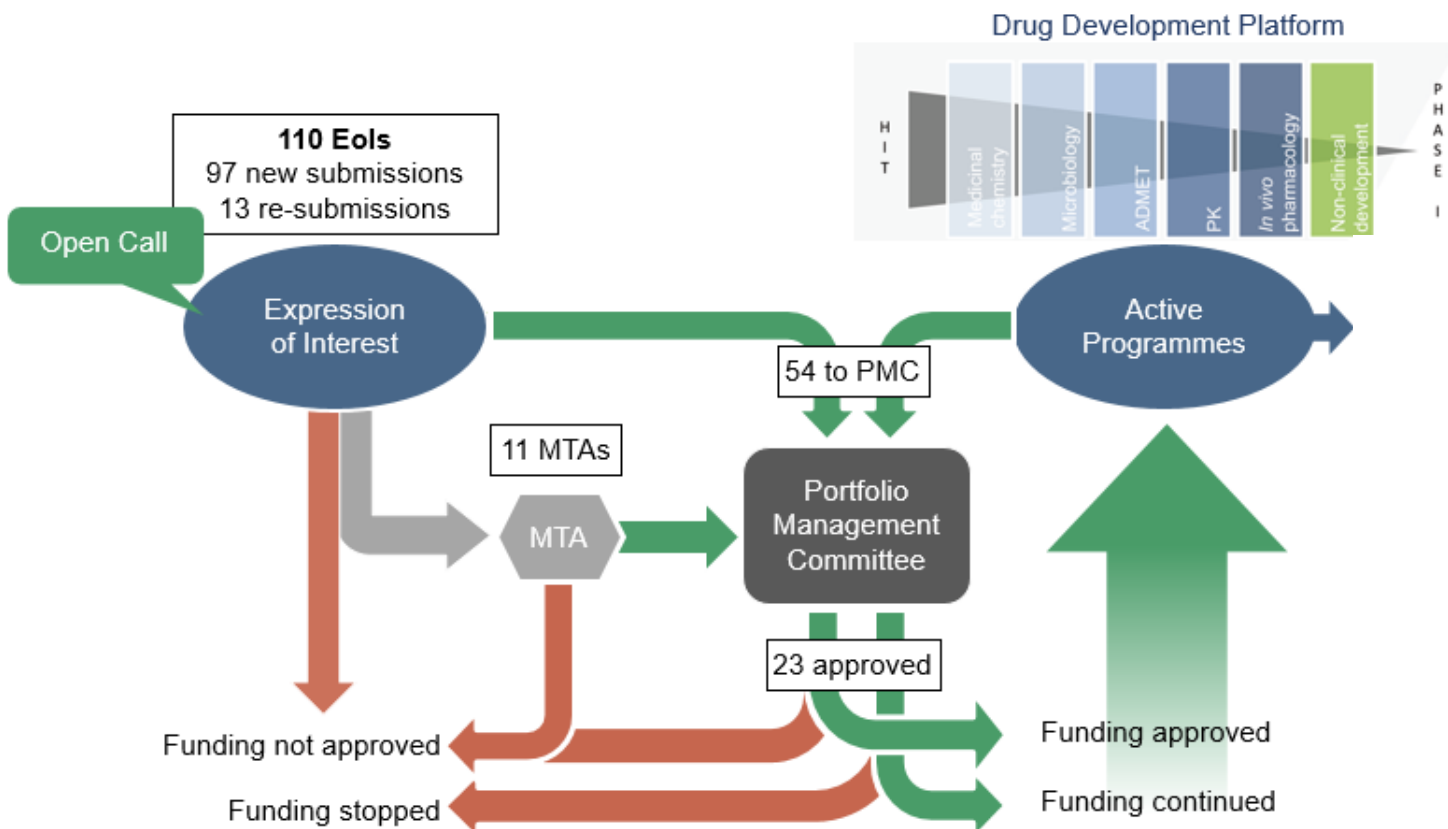 Drug Development Platform
HIT
Medicinal
chemistry
Microbiology
ADMET
PK
In vivo
pharmacology
Non-clinical
development
PHASE I
110 EoIs
97 new submissions
13 re-submissions
Open Call
Expression
of Interest
Active
Programmes
54 to PMC
11 MTAs
MTA
Portfolio
Management
Committee
23 approved
Funding not approved
Funding approved
Funding stopped
Funding continued